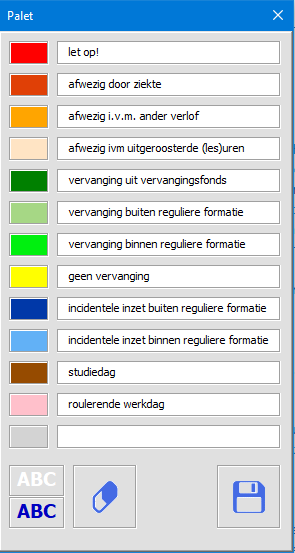 Palet
let op!
afwezig door ziekte
afwezig i.v.m. ander verlof
afwezig ivm uitgeroosterde (les)uren
vervanging uit vervangingsfonds
vervanging buiten reguliere formatie
vervanging binnen reguliere formatie
geen vervanging
incidentele inzet buiten reguliere formatie
incidentele inzet binnen reguliere formatie
studiedag
roulerende werkdag
ABC
ABC